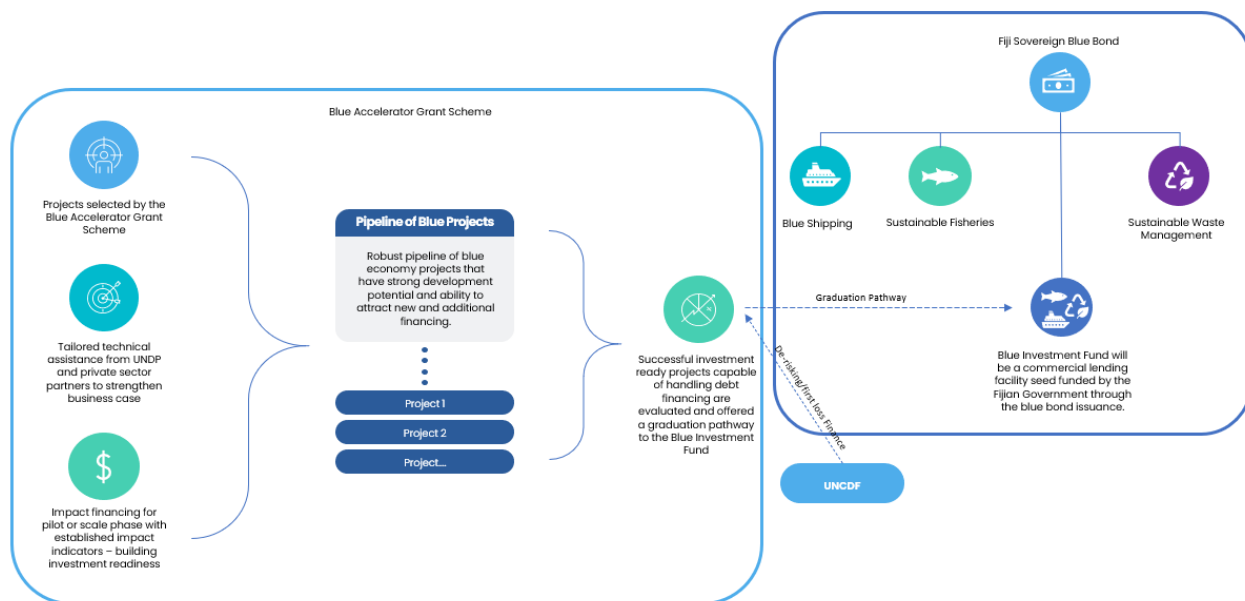 Fiji Sovereign Blue Bond
Blue Shipping
Sustainable Fisheries
Sustainable Waste
Management
Blue Accelerator Grant Scheme
Projects selected by the
Blue Accelerator Grant
Scheme
Tailored technical
assistance from UNDP
and private sector
partners to strengthen
business case
Impact financing for
pilot or scale phase with
established impact
indicators – building
investment readiness
Pipeline of Blue Projects
Robust pipeline of blue
economy projects that
have strong development
potential and ability to
attract new and additional
financing.
Project 1
Project 2
Project...
Successful investment
ready projects capable
of handling debt
financing are
evaluated and offered
a graduation pathway
to the Blue Investment
Fund
Graduation Pathway
De-risking/first loss Finance
UNCDF
Blue Investment Fund will
be a commercial lending
facility seed funded by the
Fijian Government through
the blue bond issuance.